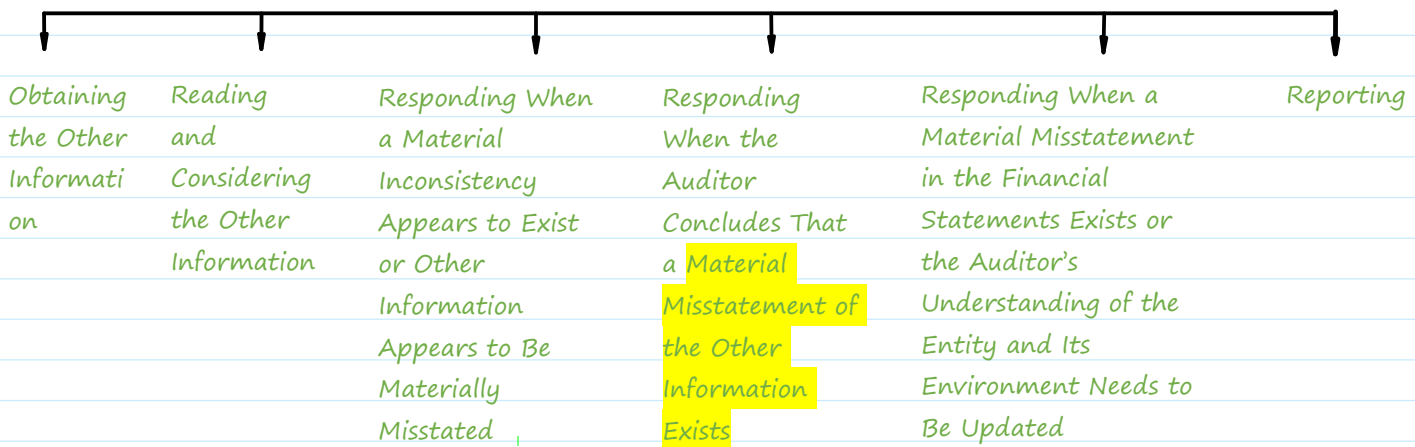 Obtaining
the Other
Informati
on
Reading
and
Considering
the Other
Information
Responding When
a Material
Inconsistency
Appears to Exist
or Other
Information
Appears to Be
Materially
Misstated
Responding
When the
Auditor
Concludes That
a Material
Misstatement of
the Other
Information
Exists
Responding When a
Material Misstatement
in the Financial
Statements Exists or
the Auditor’s
Understanding of the
Entity and Its
Environment Needs to
Be Updated
Reporting